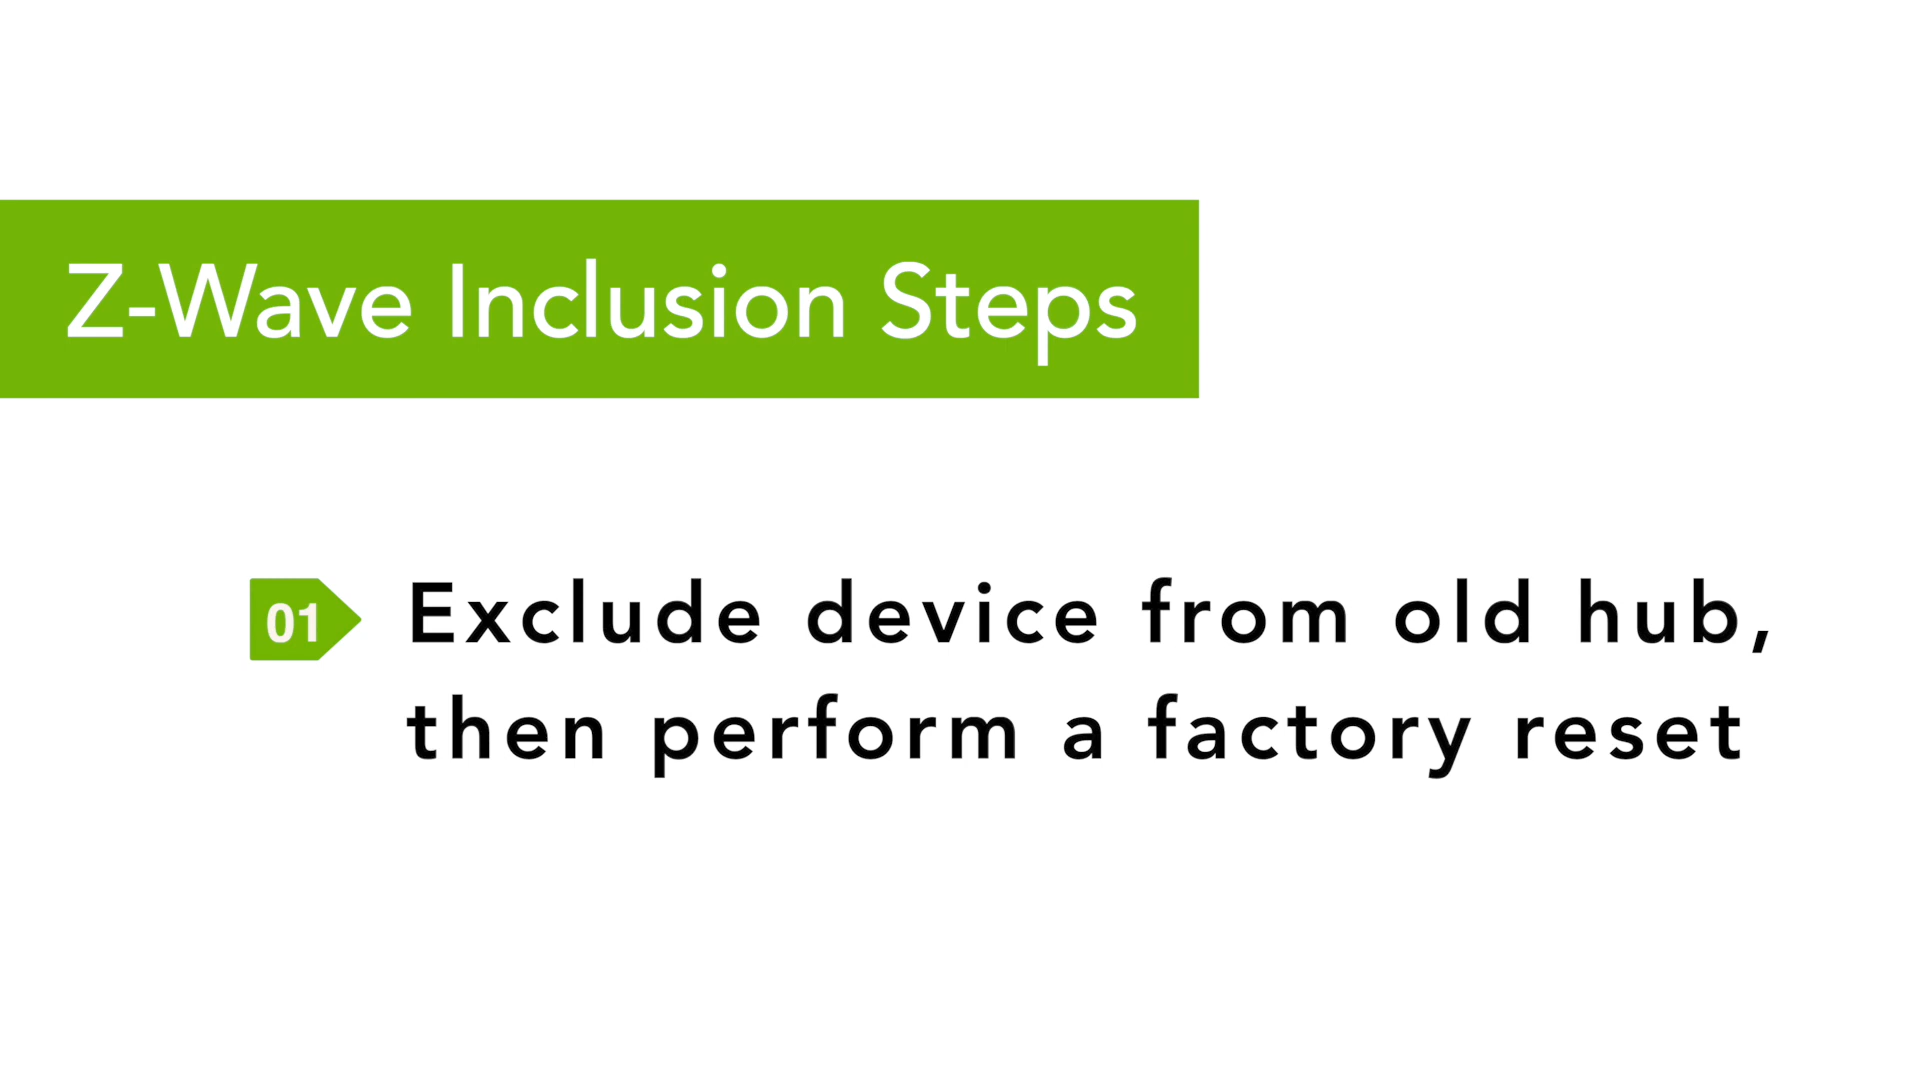 Z-Wave Inclusion Steps
01 Exclude device from old hub,
then perform a factory reset